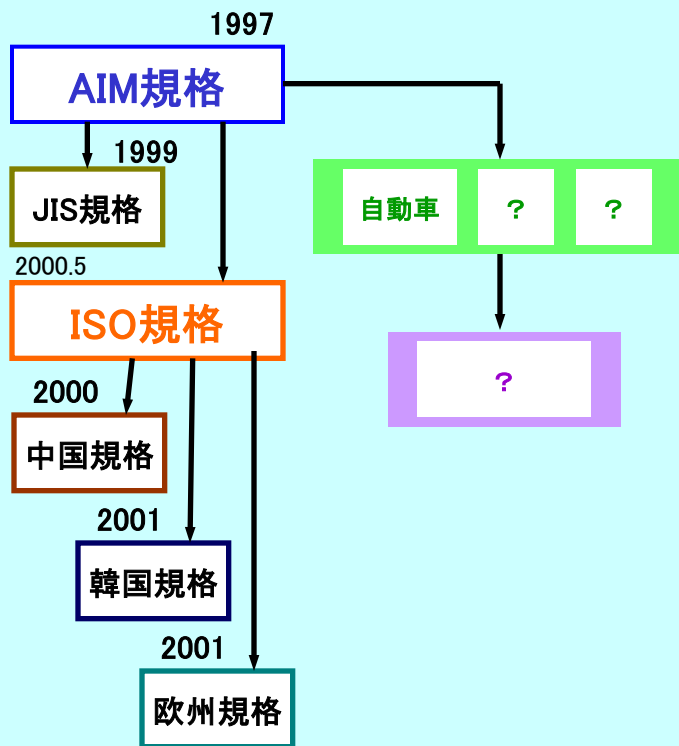 1997
AIM規格
1999
JIS規格
自動車
?
?
2000.5
ISO規格
?
2000
中国規格
2001
韓国規格
2001
欧州規格